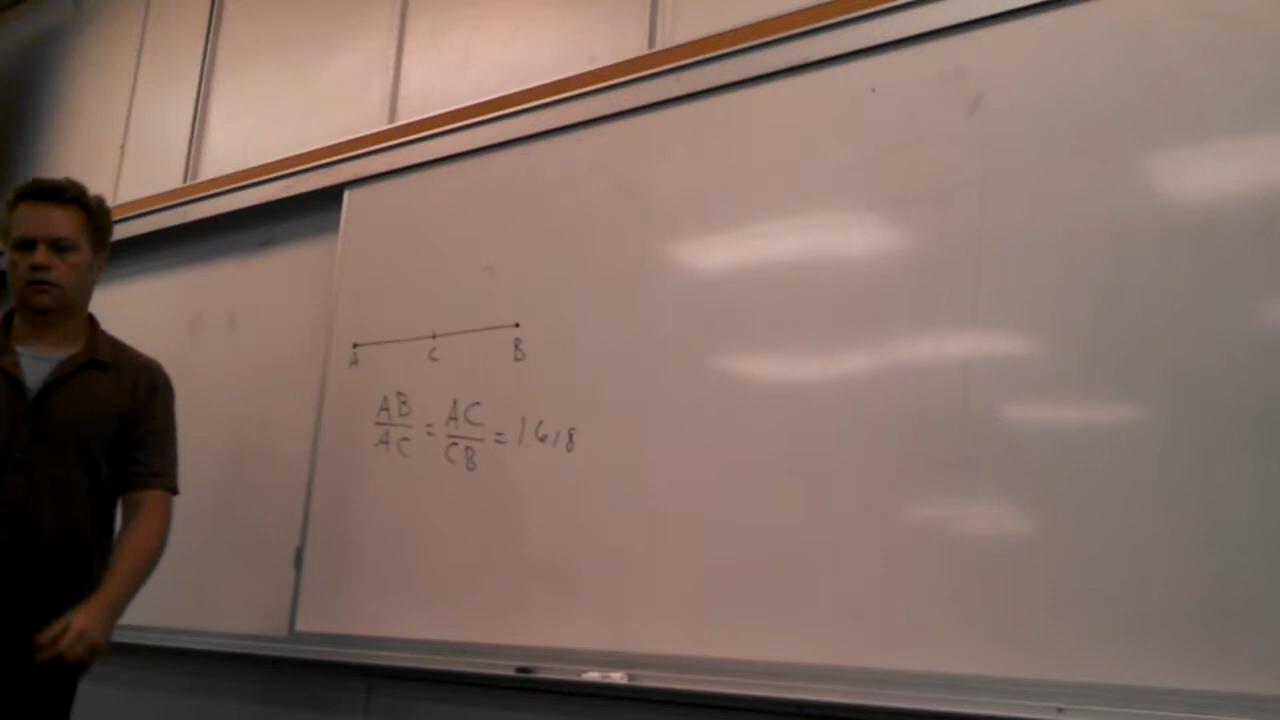 A C B
AB/AC = AC/CB = 1.618